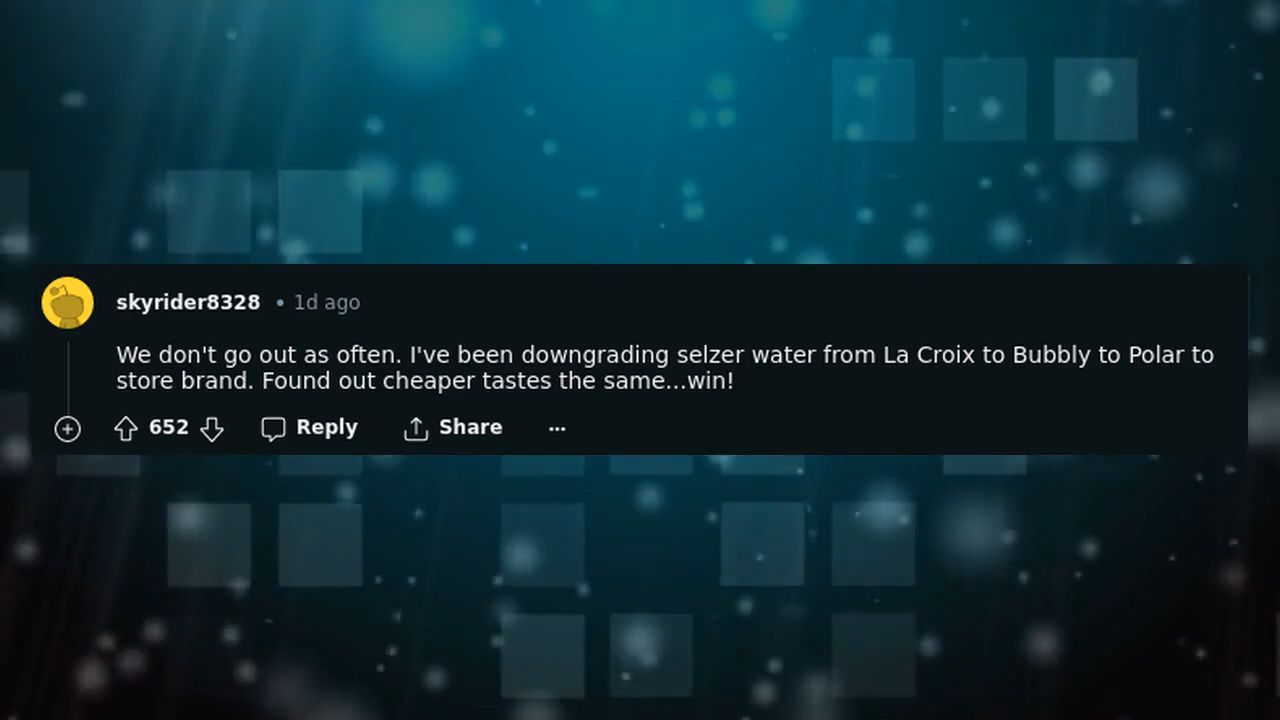 skyrider8328 • 1d ago
We don't go out as often. I've been downgrading selzer water from La Croix to Bubbly to Polar to
store brand. Found out cheaper tastes the same...win!
652 Reply Share ...